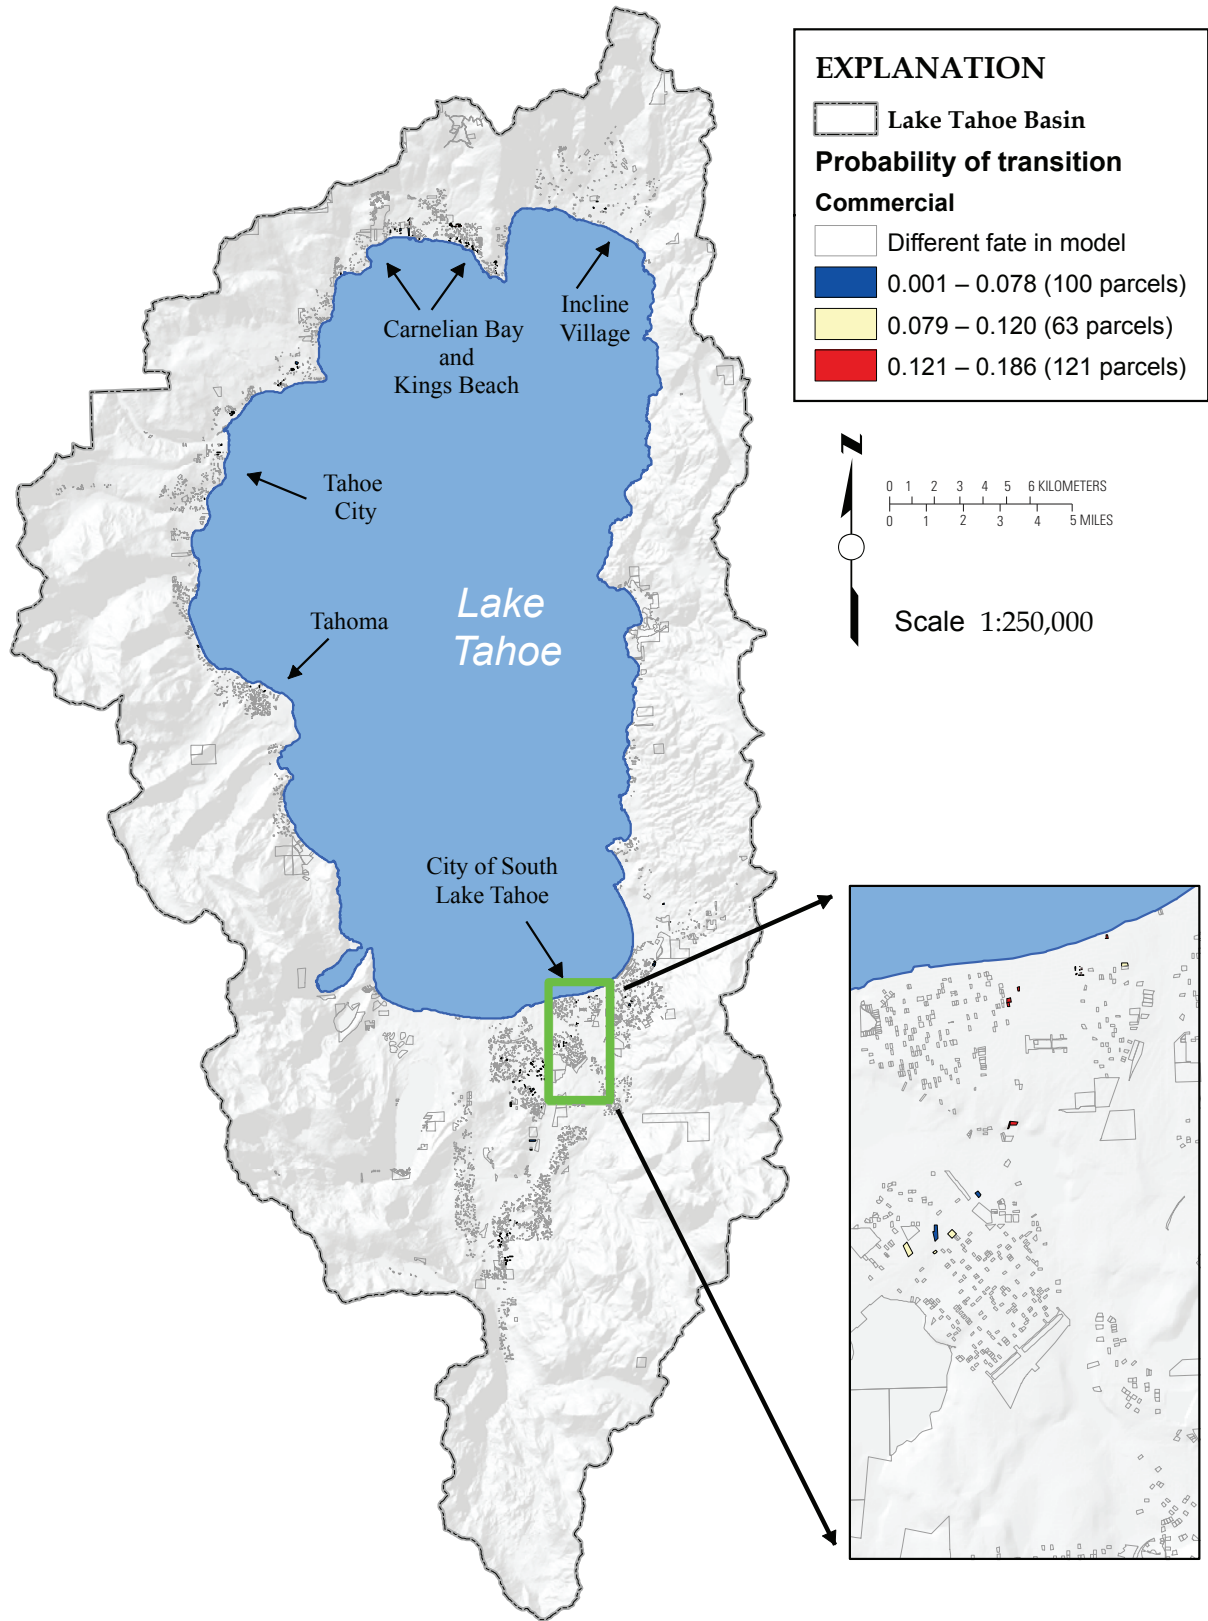 EXPLANATION
Lake Tahoe Basin
Probability of transition
Commercial
Different fate in model
0.001 – 0.078 (100 parcels)
0.079 – 0.120 (63 parcels)
0.121 – 0.186 (121 parcels)
N
0 1 2 3 4 5 6 KILOMETERS
0 1 2 3 4 5 MILES
Scale 1:250,000
Incline
Village
Carnelian Bay
and
Kings Beach
Tahoe
City
Lake
Tahoe
Tahoma
City of South
Lake Tahoe